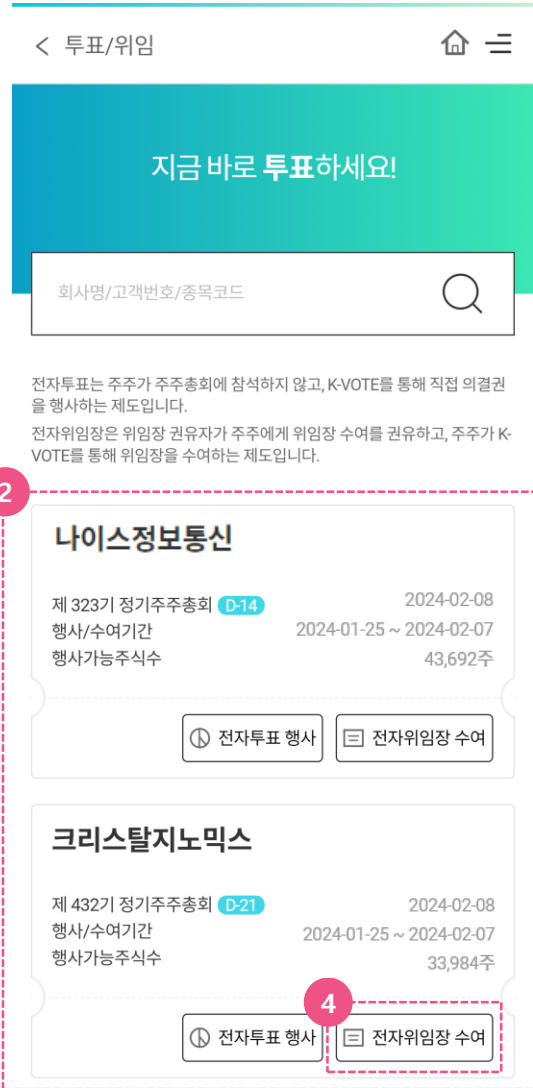 투표/위임
지금 바로 투표하세요!
회사명/고객번호/종목코드
전자투표는 주주가 주주총회에 참석하지 않고, K-VOTE를 통해 직접 의결권
을 행사하는 제도입니다.
전자위임장은 위임장 권유자가 주주에게 위임장 수여를 권유하고, 주주가 K-
VOTE를 통해 위임장을 수여하는 제도입니다.
2
나이스정보통신
제 323기 정기주주총회 D-14 2024-02-08
행사/수여기간 2024-01-25 ~ 2024-02-07
행사가능주식수 43,692주
전자투표 행사 전자위임장 수여
크리스탈지노믹스
제 432기 정기주주총회 D-21 2024-02-08
행사/수여기간 2024-01-25 ~ 2024-02-07
행사가능주식수 33,984주
4
전자투표 행사 전자위임장 수여